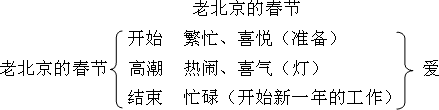 老北京的春节
开始 繁忙、喜悦（准备）
老北京的春节 高潮 热闹、喜气（灯） 爱
结束 忙碌（开始新一年的工作）